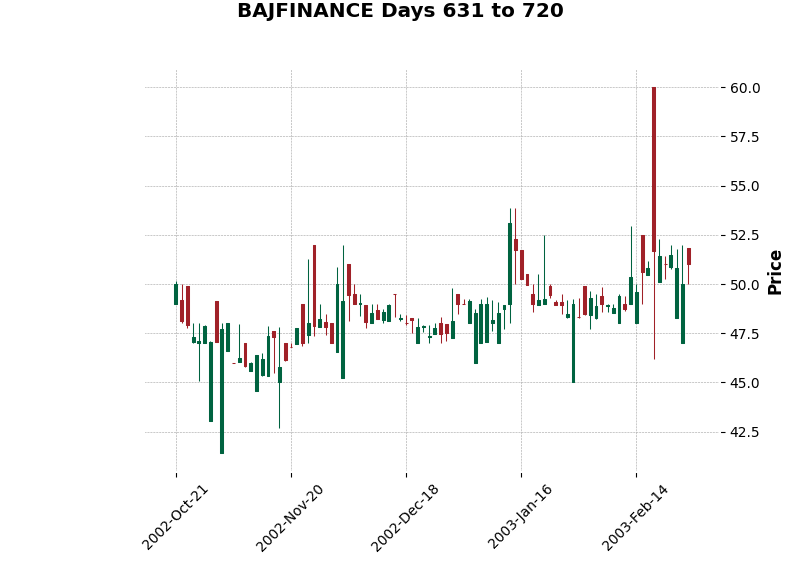 BAJFINANCE Days 631 to 720
60.0
57.5
55.0
52.5
50.0
47.5
45.0
42.5
Price
2002-Oct-21
2002-Nov-20
2002-Dec-18
2003-Jan-16
2003-Feb-14